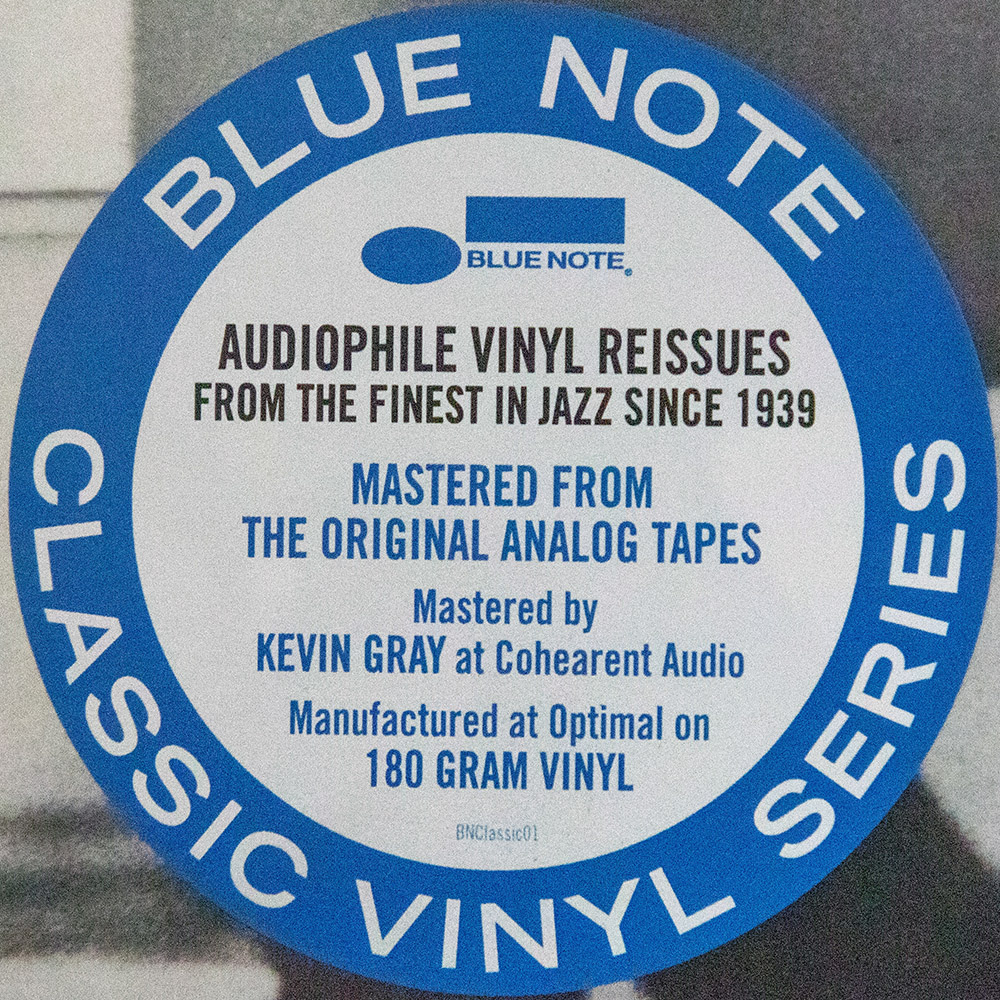 BLUE NOTE
CLASSIC VINYL SERIES
BLUE NOTE®
AUDIOPHILE VINYL REISSUES
FROM THE FINEST IN JAZZ SINCE 1939
MASTERED FROM
THE ORIGINAL ANALOG TAPES
Mastered by
KEVIN GRAY at Cohearent Audio
Manufactured at Optimal on
180 GRAM VINYL
BNClassic01